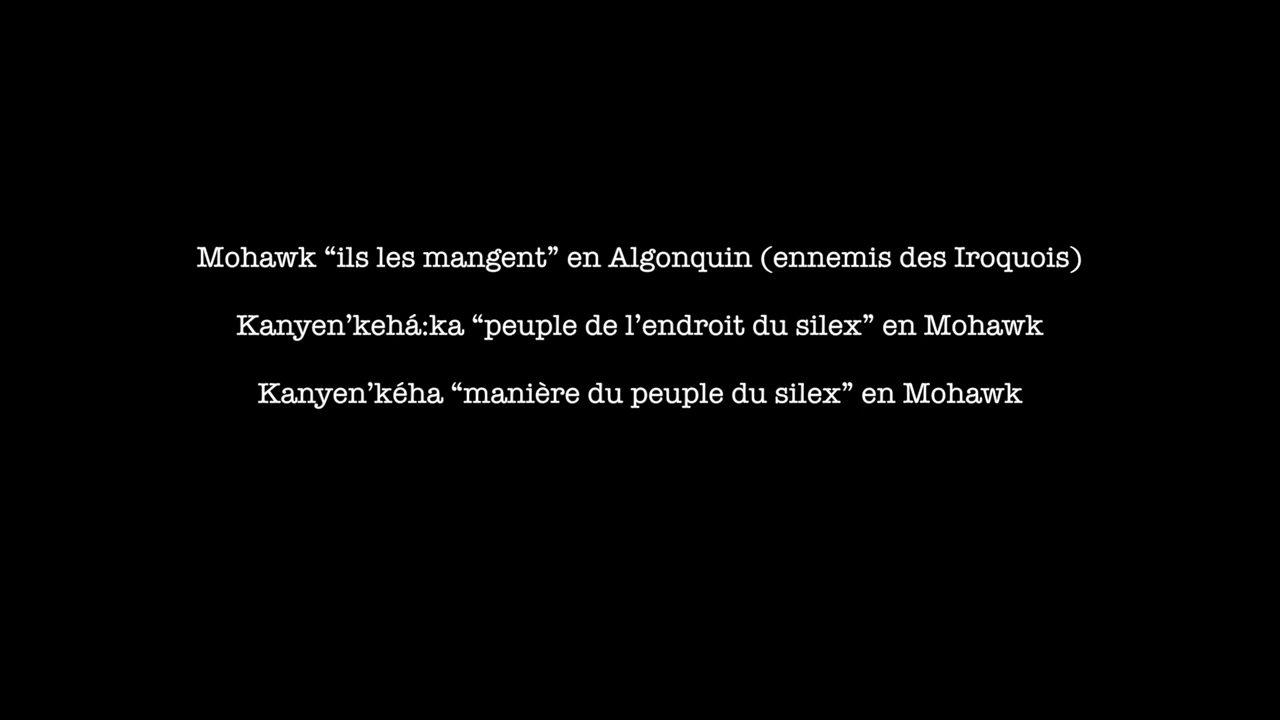 Mohawk “ils les mangent” en Algonquin (ennemis des Iroquois)
Kanyen’kehá:ka “peuple de l’endroit du silex” en Mohawk
Kanyen’kéha “manière du peuple du silex” en Mohawk